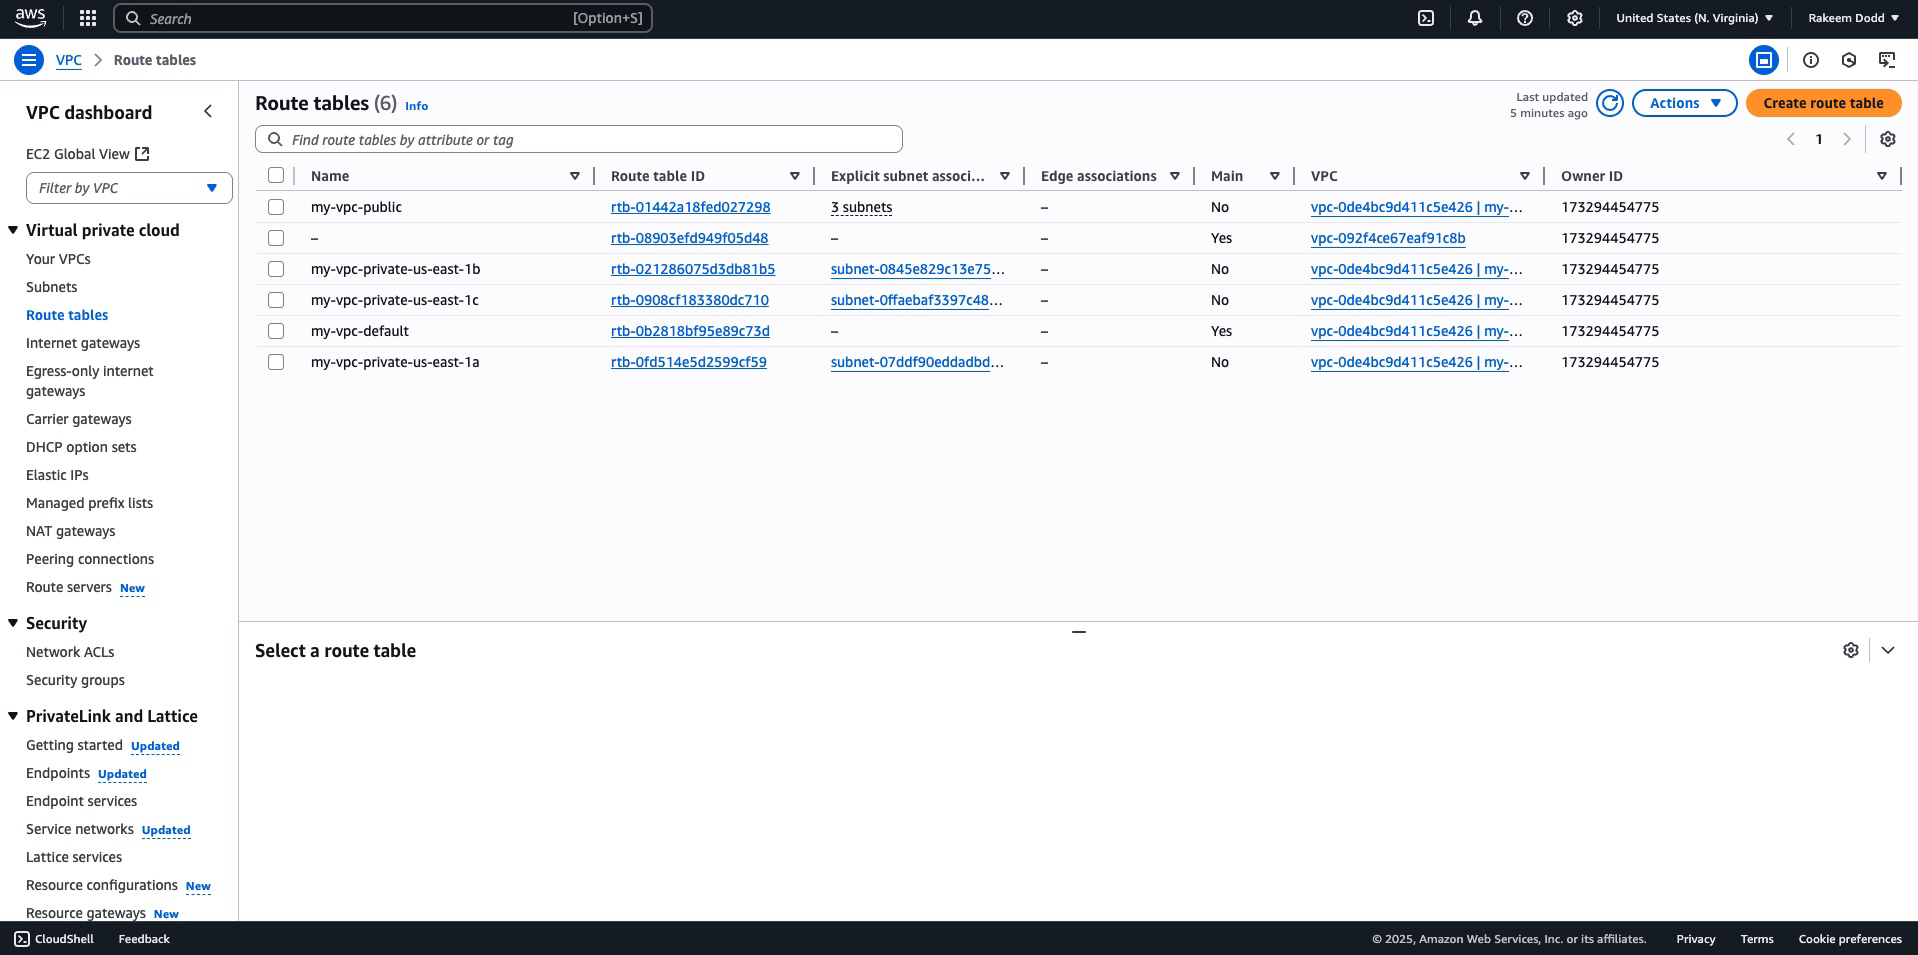 aws
Search [Option+S]
United States (N. Virginia)
Rakeem Dodd
VPC > Route tables
VPC dashboard
EC2 Global View
Filter by VPC
Virtual private cloud
Your VPCs
Subnets
Route tables
Internet gateways
Egress-only internet
gateways
Carrier gateways
DHCP option sets
Elastic IPs
Managed prefix lists
NAT gateways
Peering connections
Route servers New
Security
Network ACLs
Security groups
PrivateLink and Lattice
Getting started Updated
Endpoints Updated
Endpoint services
Service networks Updated
Lattice services
Resource configurations New
Resource gateways New
Route tables (6) Info
Last updated
5 minutes ago
Actions
Create route table
Find route tables by attribute or tag
1
Name Route table ID Explicit subnet associ... Edge associations Main VPC Owner ID
my-vpc-public rtb-01442a18fed027298 3 subnets – No vpc-0de4bc9d411c5e426 | my-... 173294454775
– rtb-08903efd949f05d48 – – Yes vpc-092f4ce67eaf91c8b 173294454775
my-vpc-private-us-east-1b rtb-021286075d3db81b5 subnet-0845e829c13e75... – No vpc-0de4bc9d411c5e426 | my-... 173294454775
my-vpc-private-us-east-1c rtb-0908cf183380dc710 subnet-0ffaebaf3397c48... – No vpc-0de4bc9d411c5e426 | my-... 173294454775
my-vpc-default rtb-0b2818bf95e89c73d – – Yes vpc-0de4bc9d411c5e426 | my-... 173294454775
my-vpc-private-us-east-1a rtb-0fd514e5d2599cf59 subnet-07ddf90eddadbd... – No vpc-0de4bc9d411c5e426 | my-... 173294454775
Select a route table
CloudShell Feedback
© 2025, Amazon Web Services, Inc. or its affiliates. Privacy Terms Cookie preferences